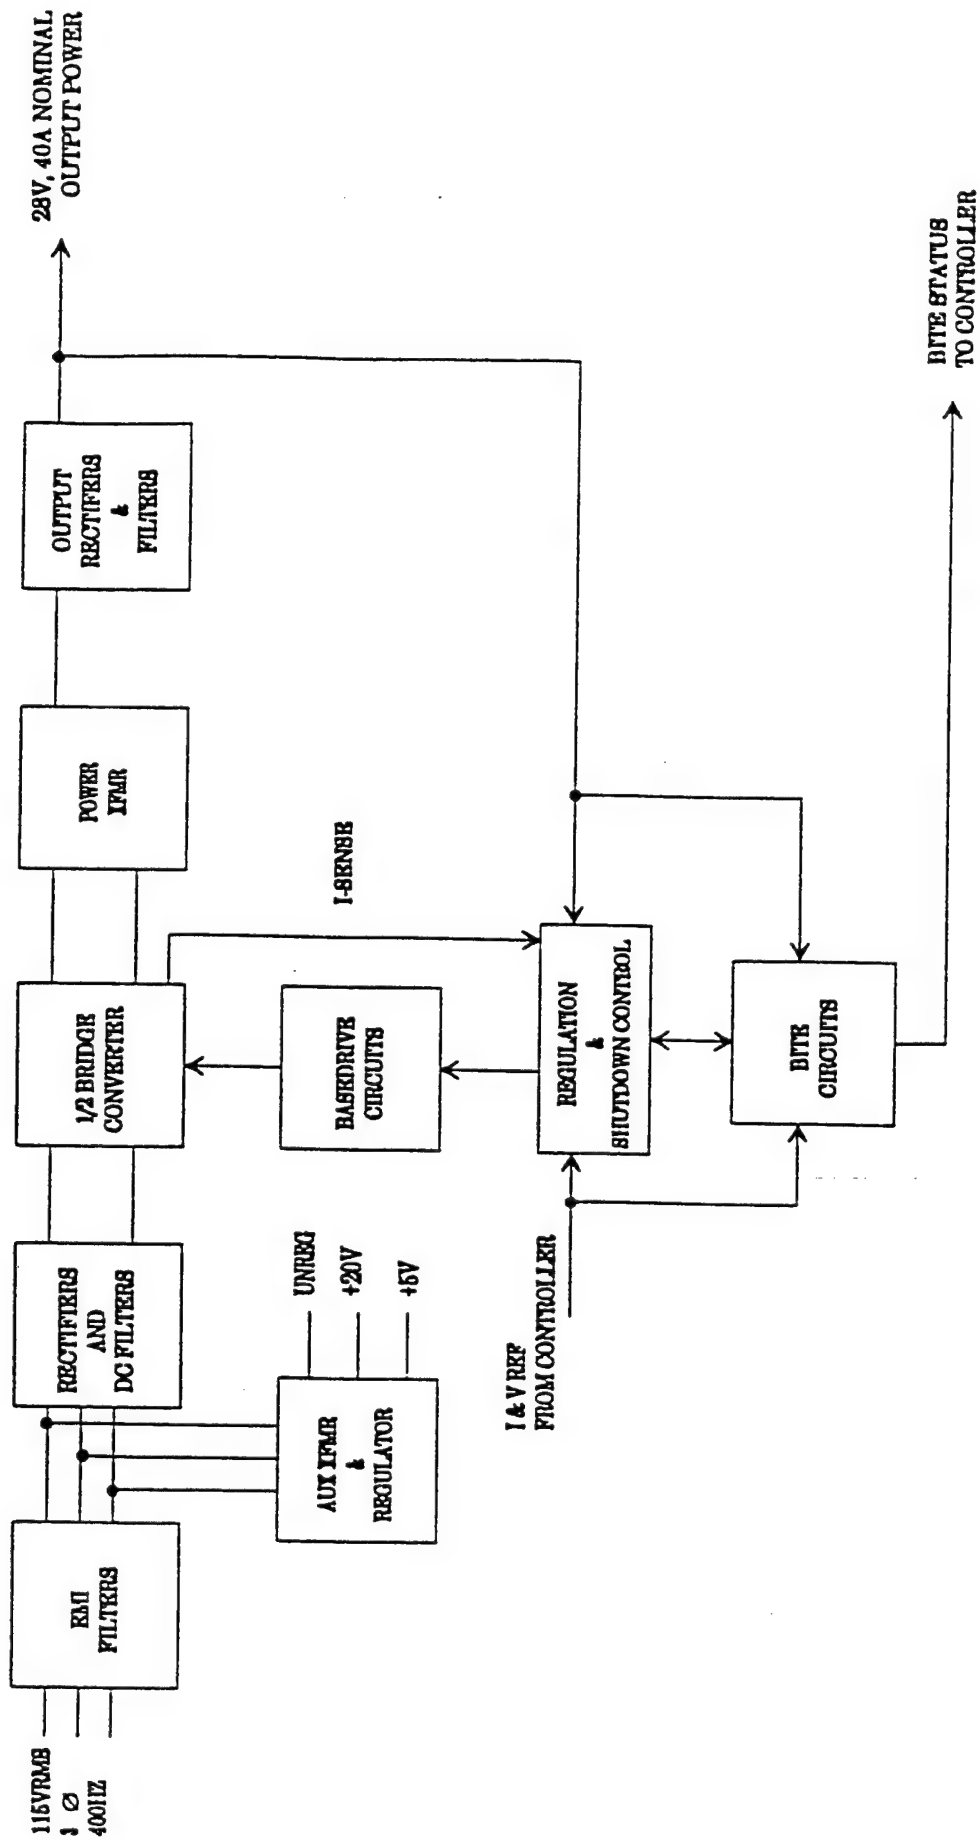 115VRMS
3 Ø
400HZ
EMI
FILTERS
RECTIFIERS
AND
DC FILTERS
1/2 BRIDGE
CONVERTER
POWER
XFMR
OUTPUT
RECTIFERS
&
FILTERS
28V, 40A NOMINAL
OUTPUT POWER
AUX XFMR
&
REGULATOR
UNREG
+20V
+5V
BASEDRIVE
CIRCUITS
I-SENSE
I & V REF
FROM CONTROLLER
REGULATION
&
SHUTDOWN CONTROL
BITE
CIRCUITS
BITE STATUS
TO CONTROLLER